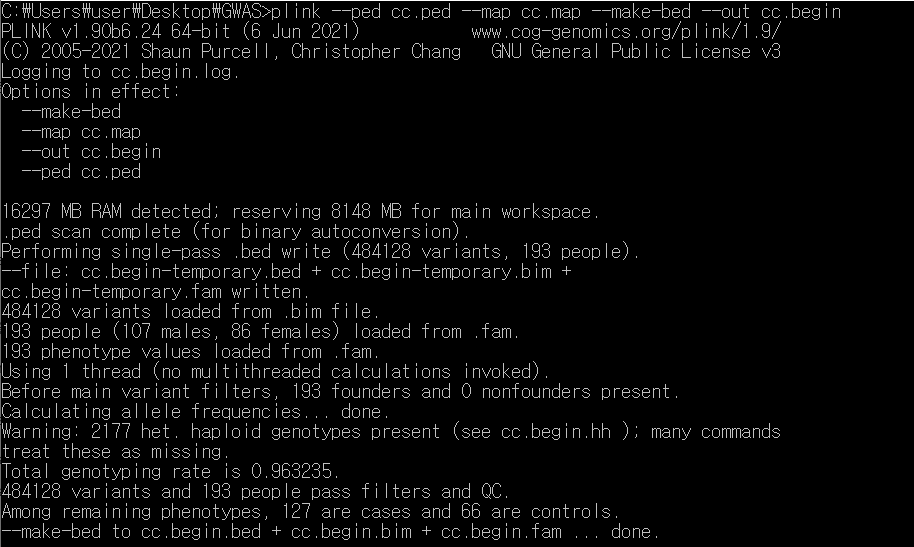 C:₩Users₩user₩Desktop₩GWAS>plink --ped cc.ped --map cc.map --make-bed --out cc.begin
PLINK v1.90b6.24 64-bit (6 Jun 2021) www.cog-genomics.org/plink/1.9/
(C) 2005-2021 Shaun Purcell, Christopher Chang GNU General Public License v3
Logging to cc.begin.log.
Options in effect:
--make-bed
--map cc.map
--out cc.begin
--ped cc.ped
16297 MB RAM detected; reserving 8148 MB for main workspace.
.ped scan complete (for binary autoconversion).
Performing single-pass .bed write (484128 variants, 193 people).
--file: cc.begin-temporary.bed + cc.begin-temporary.bim +
cc.begin-temporary.fam written.
484128 variants loaded from .bim file.
193 people (107 males, 86 females) loaded from .fam.
193 phenotype values loaded from .fam.
Using 1 thread (no multithreaded calculations invoked).
Before main variant filters, 193 founders and 0 nonfounders present.
Calculating allele frequencies... done.
Warning: 2177 het. haploid genotypes present (see cc.begin.hh ); many commands
treat these as missing.
Total genotyping rate is 0.963235.
484128 variants and 193 people pass filters and QC.
Among remaining phenotypes, 127 are cases and 66 are controls.
--make-bed to cc.begin.bed + cc.begin.bim + cc.begin.fam ... done.